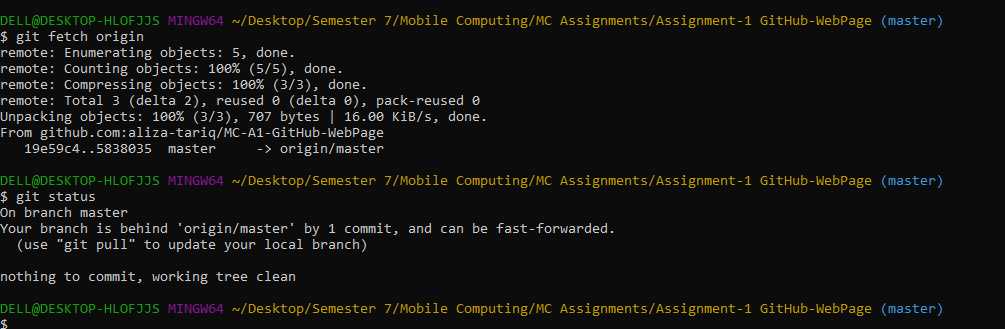 DELL@DESKTOP-HLOFJJS MINGW64 ~/Desktop/Semester 7/Mobile Computing/MC Assignments/Assignment-1 GitHub-WebPage (master)
$ git fetch origin
remote: Enumerating objects: 5, done.
remote: Counting objects: 100% (5/5), done.
remote: Compressing objects: 100% (3/3), done.
remote: Total 3 (delta 2), reused 0 (delta 0), pack-reused 0
Unpacking objects: 100% (3/3), 707 bytes | 16.00 KiB/s, done.
From github.com:aliza-tariq/MC-A1-GitHub-WebPage
   19e59c4..5838035  master     -> origin/master
DELL@DESKTOP-HLOFJJS MINGW64 ~/Desktop/Semester 7/Mobile Computing/MC Assignments/Assignment-1 GitHub-WebPage (master)
$ git status
On branch master
Your branch is behind 'origin/master' by 1 commit, and can be fast-forwarded.
  (use "git pull" to update your local branch)
nothing to commit, working tree clean
DELL@DESKTOP-HLOFJJS MINGW64 ~/Desktop/Semester 7/Mobile Computing/MC Assignments/Assignment-1 GitHub-WebPage (master)
$